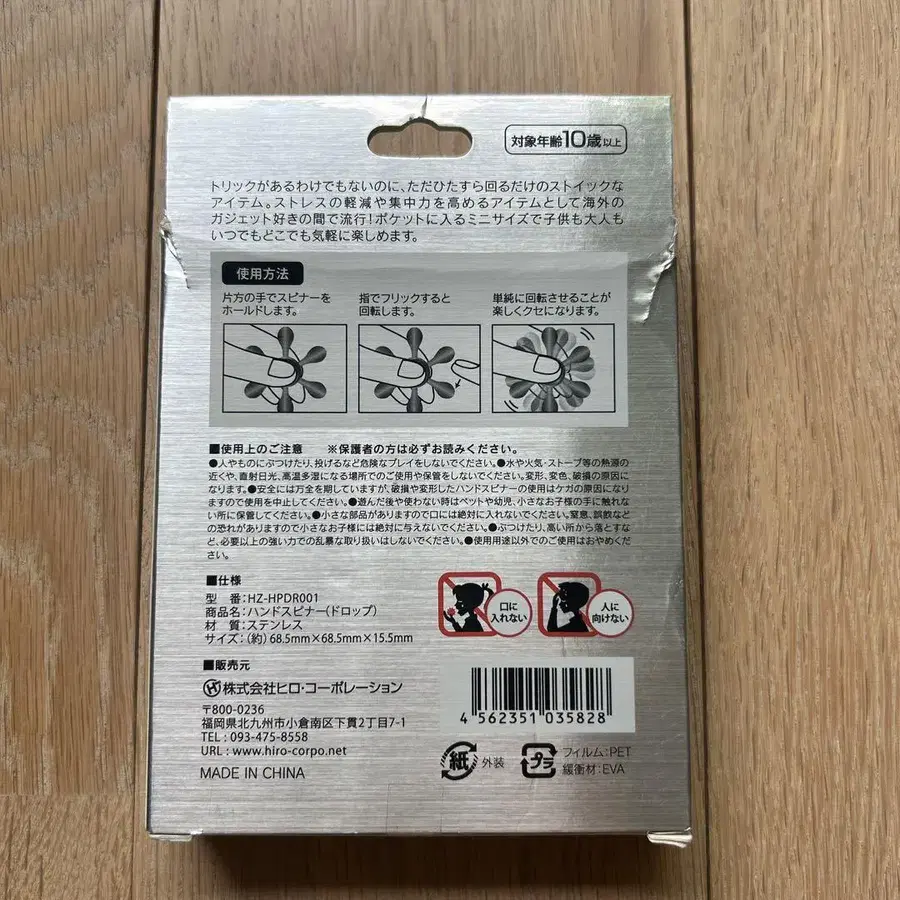 対象年齢10歳以上
トリックがあるわけでもないのに、ただひたすら回るだけのストイックな
アイテム。ストレスの軽減や集中力を高めるアイテムとして海外の
ガジェット好きの間で流行!ポケットに入るミニサイズで子供も大人も
いつでもどこでも気軽に楽しめます。
使用方法
片方の手でスピナーを
ホールドします。
指でフリックすると
回転します。
単純に回転させることが
楽しくクセになります。
■使用上のご注意 ※保護者の方は必ずお読みください。
●人やものにぶつけたり、投げるなど危険なプレイをしないでください。●水や火気・ストーブ等の熱源の
近くや、直射日光、高温多湿になる場所でのご使用や保管をしないでください。変形、変色、破損の原因に
なります。●安全には万全を期していますが、破損や変形したハンドスピナーの使用はケガの原因になり
ますので使用を中止してください。●遊んだ後や使わない時はペットや幼児、小さなお子様の手に触れな
い所に保管してください。●小さな部品がありますので口には絶対に入れないでください。窒息、誤飲など
の恐れがありますので小さなお子様には絶対に与えないでください。●ぶつけたり、高い所から落とすな
ど、必要以上の強い力での乱暴な取り扱いはしないでください。●使用用途以外でのご使用はおやめくださ
い。
■仕様
型 番:HZ-HPDR001
商品名:ハンドスピナー(ドロップ)
材 質:ステンレス
サイズ:(約)68.5mm×68.5mm×15.5mm
口に
入れない
人に
向けない
■販売元
株式会社ヒロ・コーポレーション
〒800-0236
福岡県北九州市小倉南区下貫2丁目7-1
TEL : 093-475-8558
URL : www.hiro-corpo.net
MADE IN CHINA
4 562351 035828
紙 外装
プラ フィルム:PET
緩衝材:EVA